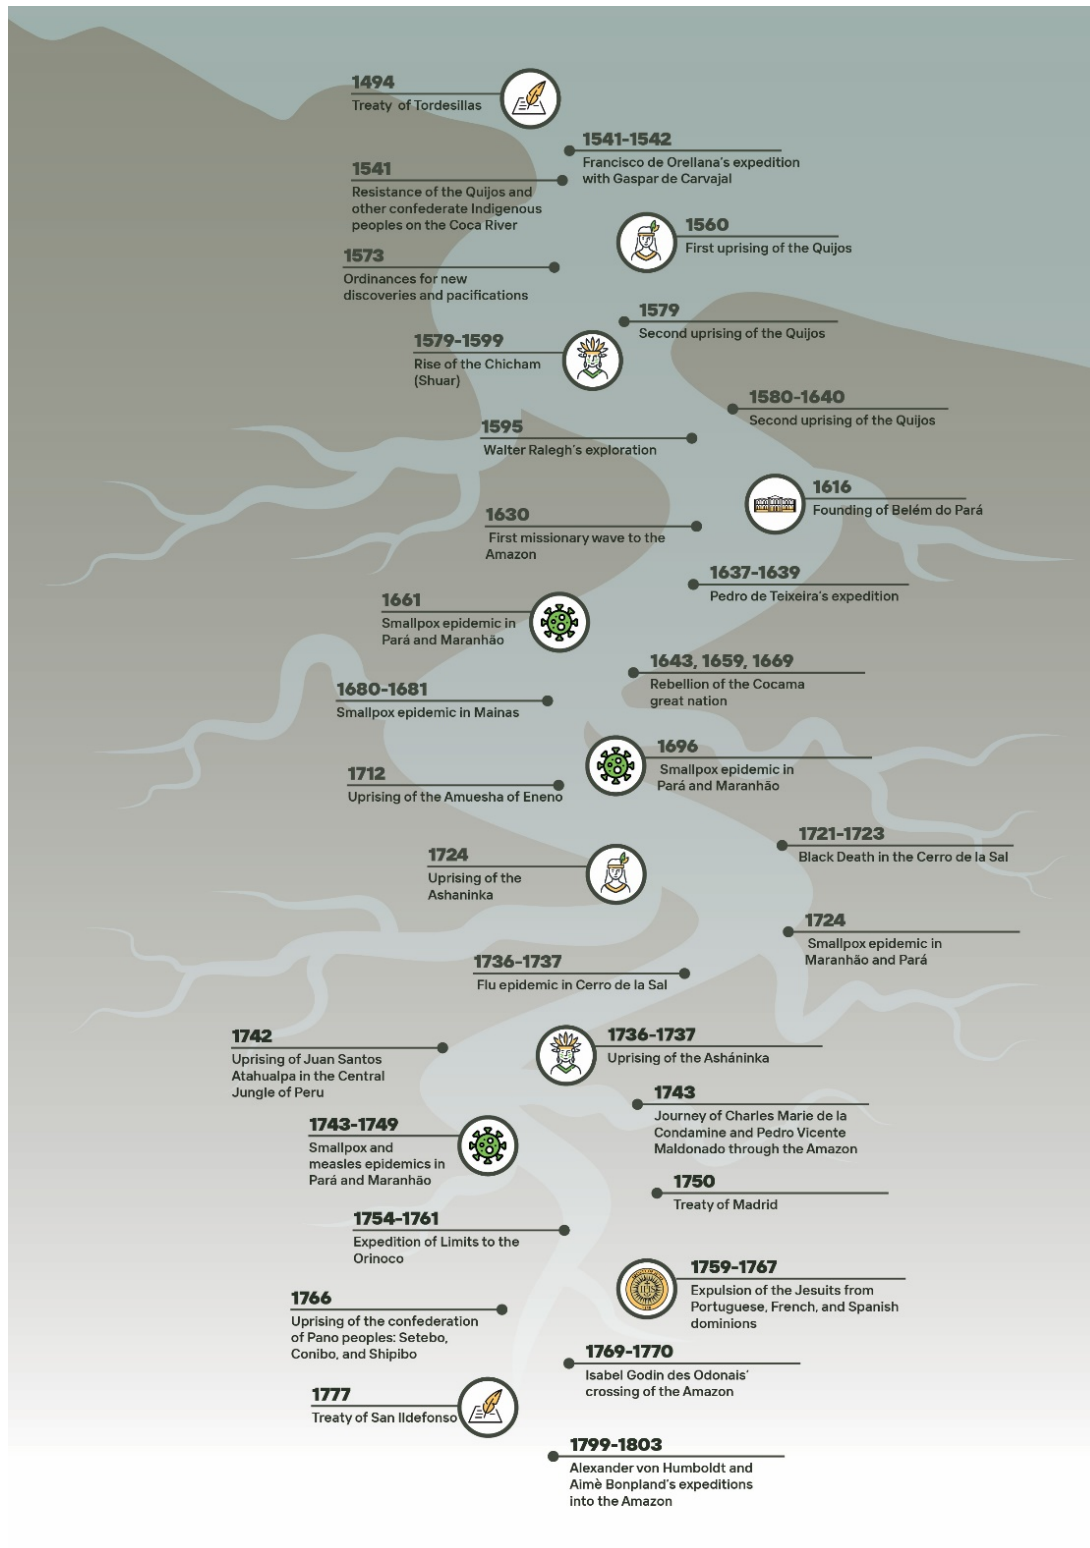 1494
Treaty of Tordesillas
1541-1542
Francisco de Orellana's expedition
with Gaspar de Carvajal
1541
Resistance of the Quijos and
other confederate Indigenous
peoples on the Coca River
1560
First uprising of the Quijos
1573
Ordinances for new
discoveries and pacifications
1579
Second uprising of the Quijos
1579-1599
Rise of the Chicham
(Shuar)
1580-1640
Second uprising of the Quijos
1595
Walter Ralegh's exploration
1616
Founding of Belém do Pará
1630
First missionary wave to the
Amazon
1637-1639
Pedro de Teixeira's expedition
1661
Smallpox epidemic in
Pará and Maranhão
1643, 1659, 1669
Rebellion of the Cocama
great nation
1680-1681
Smallpox epidemic in Mainas
1696
Smallpox epidemic in
Pará and Maranhão
1712
Uprising of the Amuesha of Eneno
1721-1723
Black Death in the Cerro de la Sal
1724
Uprising of the
Ashaninka
1724
Smallpox epidemic in
Maranhão and Pará
1736-1737
Flu epidemic in Cerro de la Sal
1742
Uprising of Juan Santos
Atahualpa in the Central
Jungle of Peru
1736-1737
Uprising of the Asháninka
1743
Journey of Charles Marie de la
Condamine and Pedro Vicente
Maldonado through the Amazon
1743-1749
Smallpox and
measles epidemics in
Pará and Maranhão
1750
Treaty of Madrid
1754-1761
Expedition of Limits to the
Orinoco
1759-1767
Expulsion of the Jesuits from
Portuguese, French, and Spanish
dominions
1766
Uprising of the confederation
of Pano peoples: Setebo,
Conibo, and Shipibo
1769-1770
Isabel Godin des Odonais'
crossing of the Amazon
1777
Treaty of San Ildefonso
1799-1803
Alexander von Humboldt and
Aimè Bonpland's expeditions
into the Amazon